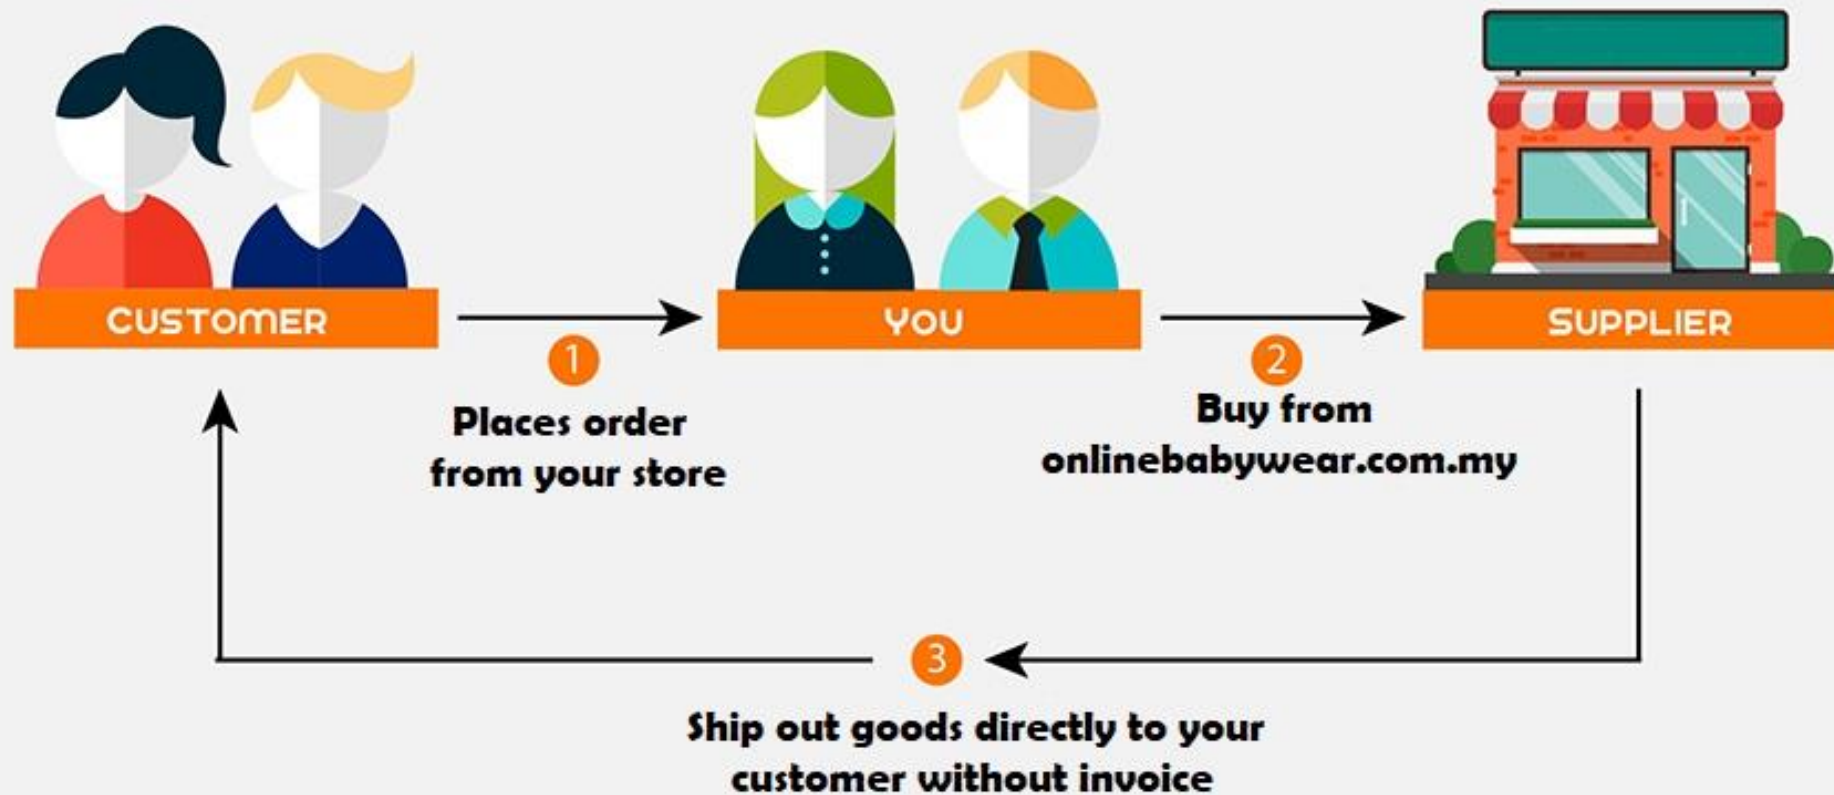 CUSTOMER
YOU
SUPPLIER
1
Places order
from your store
2
Buy from
onlinebabywear.com.my
3
Ship out goods directly to your
customer without invoice